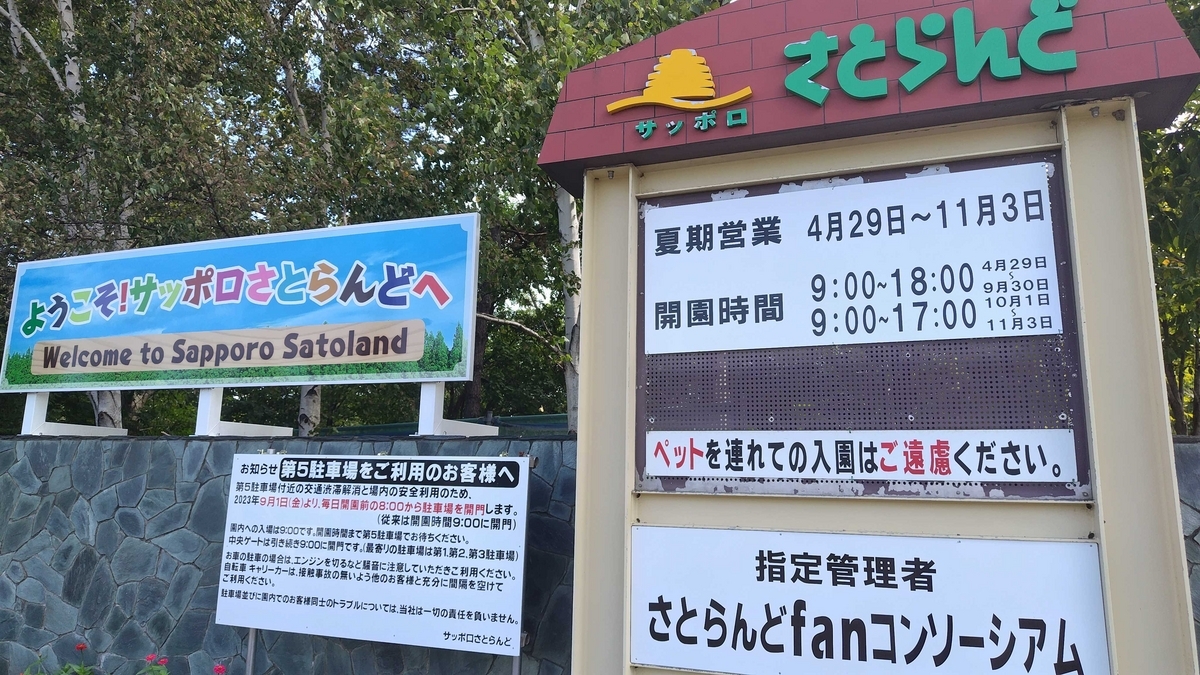 ようこそ!サッポロさとらんどへ
Welcome to Sapporo Satoland
お知らせ 第5駐車場をご利用のお客様へ
第5駐車場付近の交通渋滞解消と場内の安全利用のため、
2023年9月1日(金)より、毎日開園前の8:00から駐車場を開門します。
(従来は開園時間9:00に開門)
園内への入場は9:00です。開園時間まで第5駐車場でお待ちください。
中央ゲートは引き続き9:00に開門です。(最寄りの駐車場は第1、第2、第3駐車場)
お車の駐車の場合は、エンジンを切るなど騒音に注意していただきご利用ください。
自転車 キャリーカーは、接触事故の無いよう他のお客様と充分に間隔を空けて
ご利用ください。
駐車場並びに園内でのお客様同士のトラブルについては、当社は一切の責任を負いません。
サッポロさとらんど
サッポロ
さとらんど
夏期営業 4月29日~11月3日
開園時間
9:00~18:00 4月29日~9月30日
9:00~17:00 10月1日~11月3日
ペットを連れての入園はご遠慮ください。
指定管理者
さとらんどfanコンソーシアム